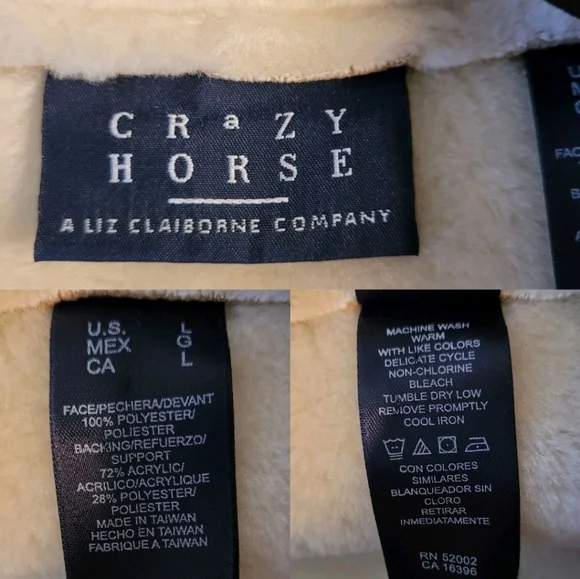 CRaZY
HORSE
A LIZ CLAIBORNE COMPANY
U
M
FAC
B
U.S. L
MEX G
CA L
FACE/PECHERA/DEVANT
100% POLYESTER/
POLIESTER
BACKING/REFUERZO/
SUPPORT
72% ACRYLIC/
ACRILICO/ACRYLIQUE
28% POLYESTER/
POLIESTER
MADE IN TAIWAN
HECHO EN TAIWAN
FABRIQUE A TAIWAN
MACHINE WASH
WARM
WITH LIKE COLORS
DELICATE CYCLE
NON-CHLORINE
BLEACH
TUMBLE DRY LOW
REMOVE PROMPTLY
COOL IRON
CON COLORES
SIMILARES
BLANQUEADOR SIN
CLORO
RETIRAR
INMEDIATAMENTE
RN 52002
CA 16396